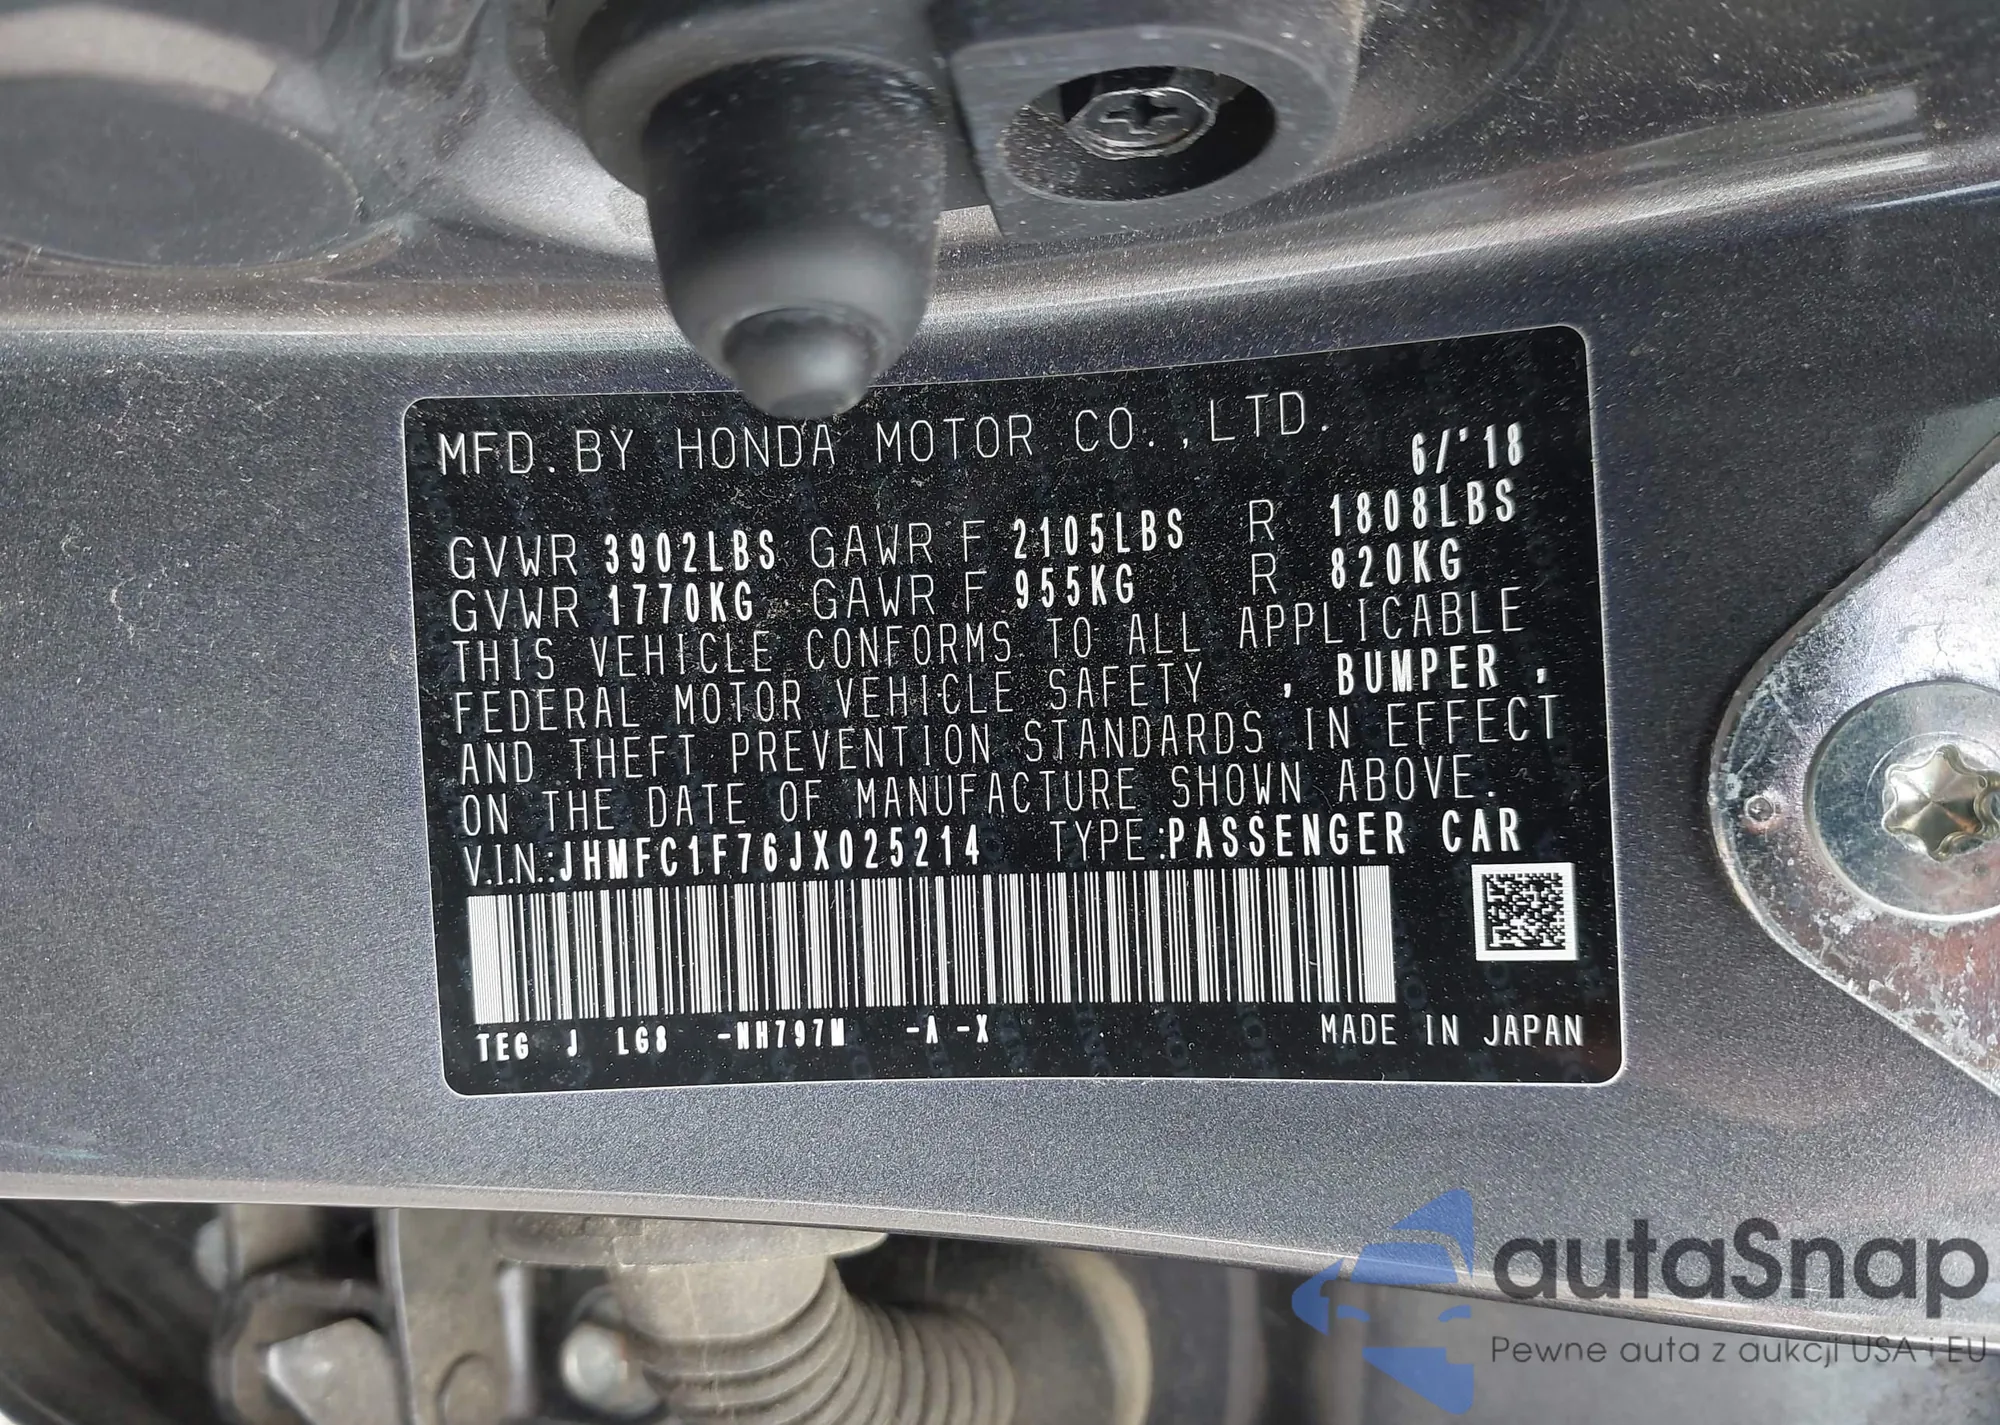 MFD. BY HONDA MOTOR CO., LTD.
6/'18
GVWR 3902LBS GAWR F 2105LBS R 1808LBS
GVWR 1770KG GAWR F 955KG R 820KG
THIS VEHICLE CONFORMS TO ALL APPLICABLE
FEDERAL MOTOR VEHICLE SAFETY , BUMPER ,
AND THEFT PREVENTION STANDARDS IN EFFECT
ON THE DATE OF MANUFACTURE SHOWN ABOVE.
V.I.N.:JHMFC1F76JX025214 TYPE:PASSENGER CAR
TEG J LG8 -NH797M -A -X MADE IN JAPAN
autaSnap
Pewne auta z aukcji USA i EU